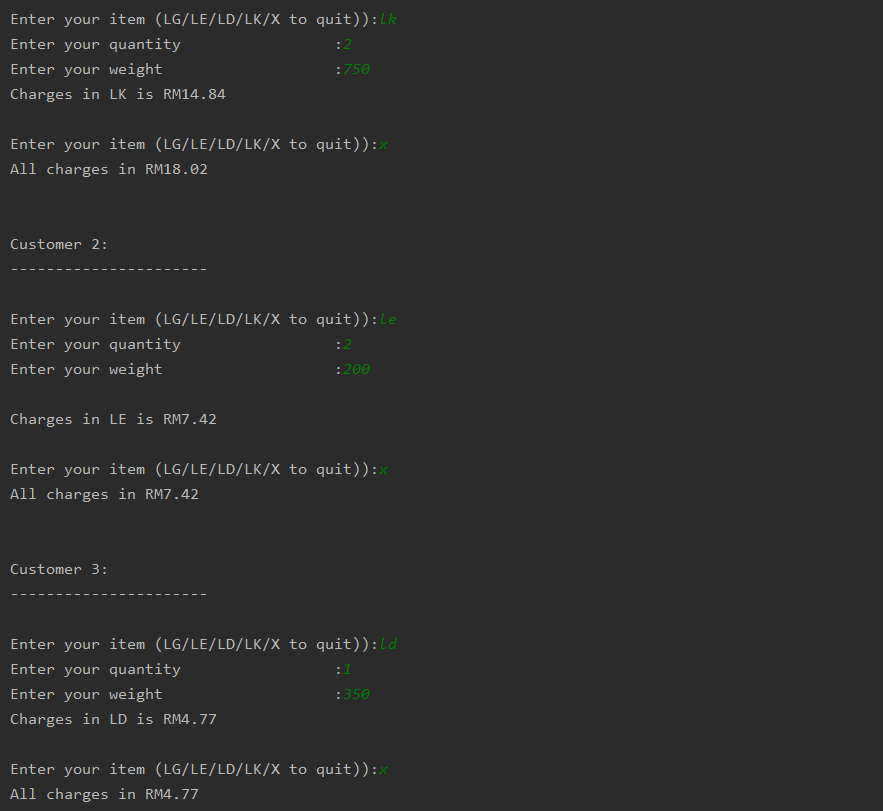 Enter your item (LG/LE/LD/LK/X to quit)):lk
Enter your quantity                 :2
Enter your weight                   :750
Charges in LK is RM14.84
Enter your item (LG/LE/LD/LK/X to quit)):x
All charges in RM18.02
Customer 2:
----------------------
Enter your item (LG/LE/LD/LK/X to quit)):le
Enter your quantity                 :2
Enter your weight                   :200
Charges in LE is RM7.42
Enter your item (LG/LE/LD/LK/X to quit)):x
All charges in RM7.42
Customer 3:
----------------------
Enter your item (LG/LE/LD/LK/X to quit)):ld
Enter your quantity                 :1
Enter your weight                   :350
Charges in LD is RM4.77
Enter your item (LG/LE/LD/LK/X to quit)):x
All charges in RM4.77